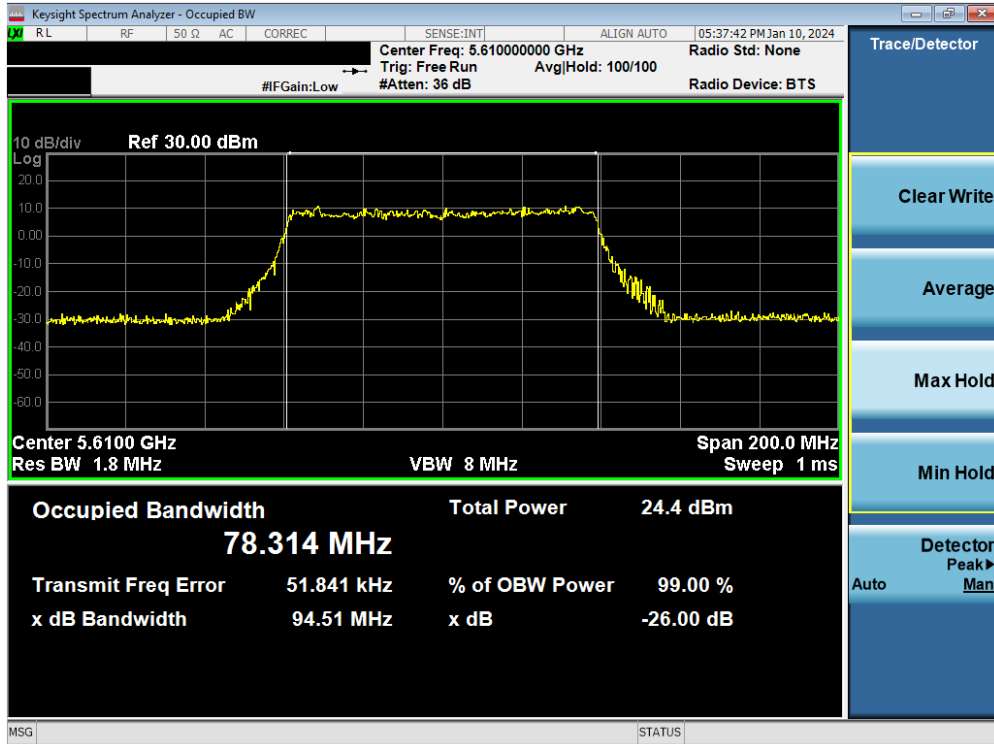 Keysight Spectrum Analyzer - Occupied BW
LXI RL RF 50 Ω AC CORREC SENSE:INT ALIGN AUTO 05:37:42 PM Jan 10, 2024
Center Freq: 5.610000000 GHz Radio Std: None
Trig: Free Run Avg|Hold: 100/100
#IFGain:Low #Atten: 36 dB Radio Device: BTS
10 dB/div Ref 30.00 dBm
Log
20.0
10.0
0.00
-10.0
-20.0
-30.0
-40.0
-50.0
-60.0
Center 5.6100 GHz Span 200.0 MHz
Res BW 1.8 MHz VBW 8 MHz Sweep 1 ms
Occupied Bandwidth Total Power 24.4 dBm
78.314 MHz
Transmit Freq Error 51.841 kHz % of OBW Power 99.00 %
x dB Bandwidth 94.51 MHz x dB -26.00 dB
MSG STATUS
Trace/Detector
Clear Write
Average
Max Hold
Min Hold
Detector
Peak▶
Auto Man